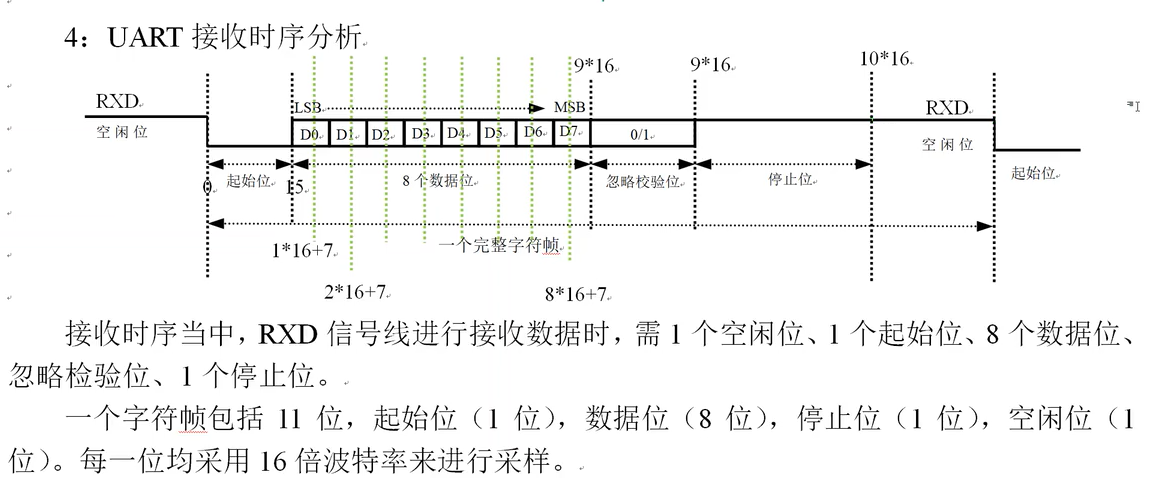 4：UART 接收时序分析
9*16 9*16 10*16
RXD LSB MSB RXD
空闲位 D0 D1 D2 D3 D4 D5 D6 D7 0/1 空闲位
起始位 8 个数据位 忽略校验位 停止位 起始位
0 15
1*16+7 一个完整字符帧
2*16+7 8*16+7
接收时序当中，RXD 信号线进行接收数据时，需 1 个空闲位、1 个起始位、8 个数据位、
忽略检验位、1 个停止位。
一个字符帧包括 11 位，起始位（1 位），数据位（8 位），停止位（1 位），空闲位（1
位）。每一位均采用 16 倍波特率来进行采样。